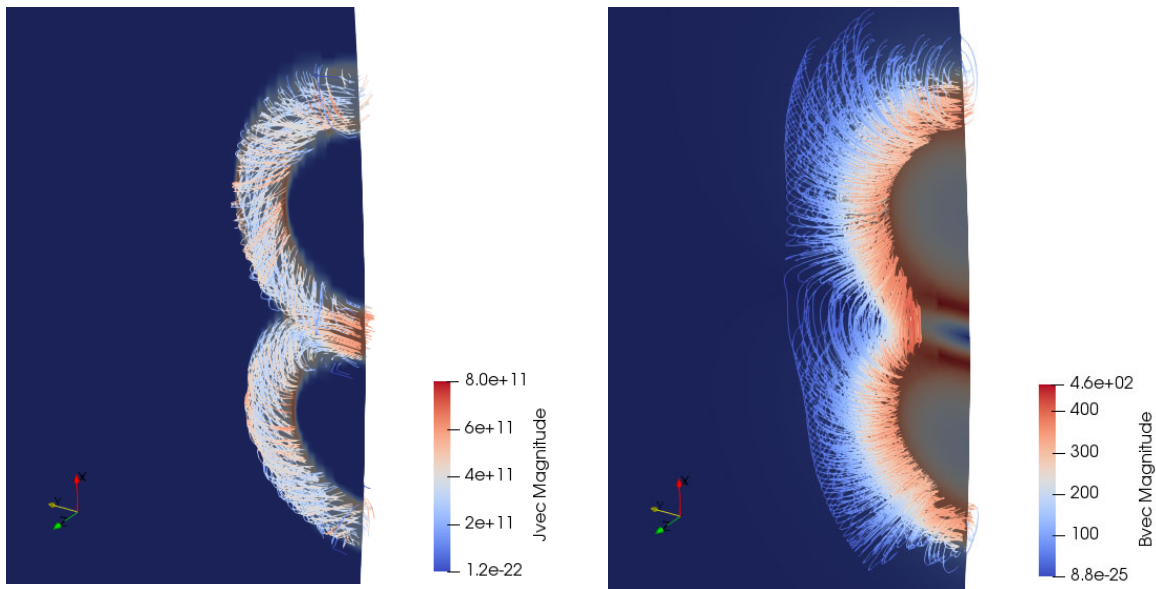 8.0e+11
6e+11
4e+11
2e+11
1.2e-22
Jvec Magnitude
X
Y
Z
4.6e+02
400
300
200
100
8.8e-25
Bvec Magnitude
X
Y
Z